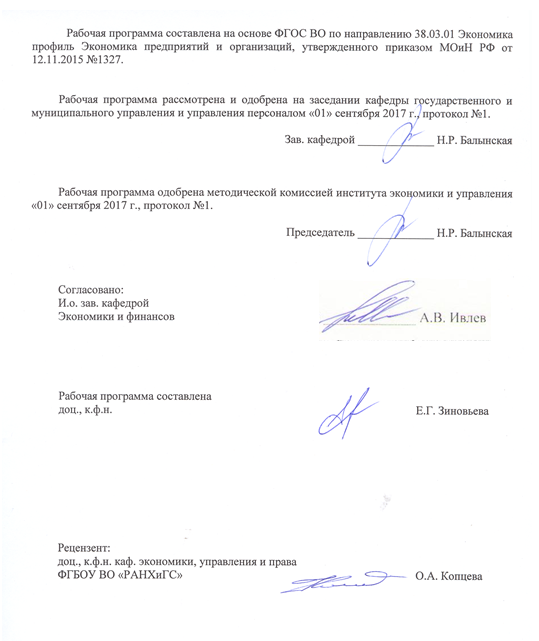 Рабочая программа составлена на основе ФГОС ВО по направлению 38.03.01 Экономика
профиль Экономика предприятий и организаций, утвержденного приказом МОиН РФ от
12.11.2015 №1327.
Рабочая программа рассмотрена и одобрена на заседании кафедры государственного и
муниципального управления и управления персоналом «01» сентября 2017 г., протокол №1.
Зав. кафедрой ______________ Н.Р. Балынская
Рабочая программа одобрена методической комиссией института экономики и управления
«01» сентября 2017 г., протокол №1.
Председатель ______________ Н.Р. Балынская
Согласовано:
И.о. зав. кафедрой
Экономики и финансов
______________ А.В. Ивлев
Рабочая программа составлена
доц., к.ф.н.
Е.Г. Зиновьева
Рецензент:
доц., к.ф.н. каф. экономики, управления и права
ФГБОУ ВО «РАНХиГС» ______________ О.А. Копцева